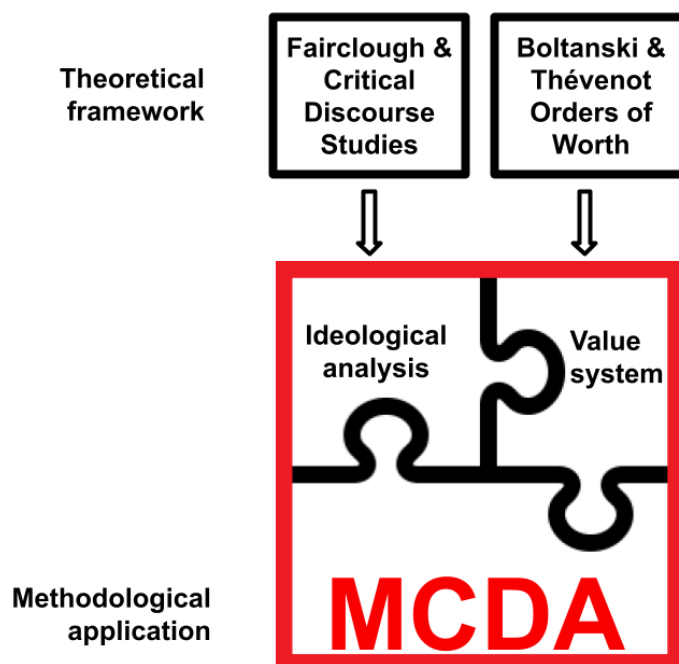 Theoretical
framework
Fairclough &
Critical
Discourse
Studies
Boltanski &
Thévenot
Orders of
Worth
Ideological
analysis
Value
system
Methodological
application
MCDA